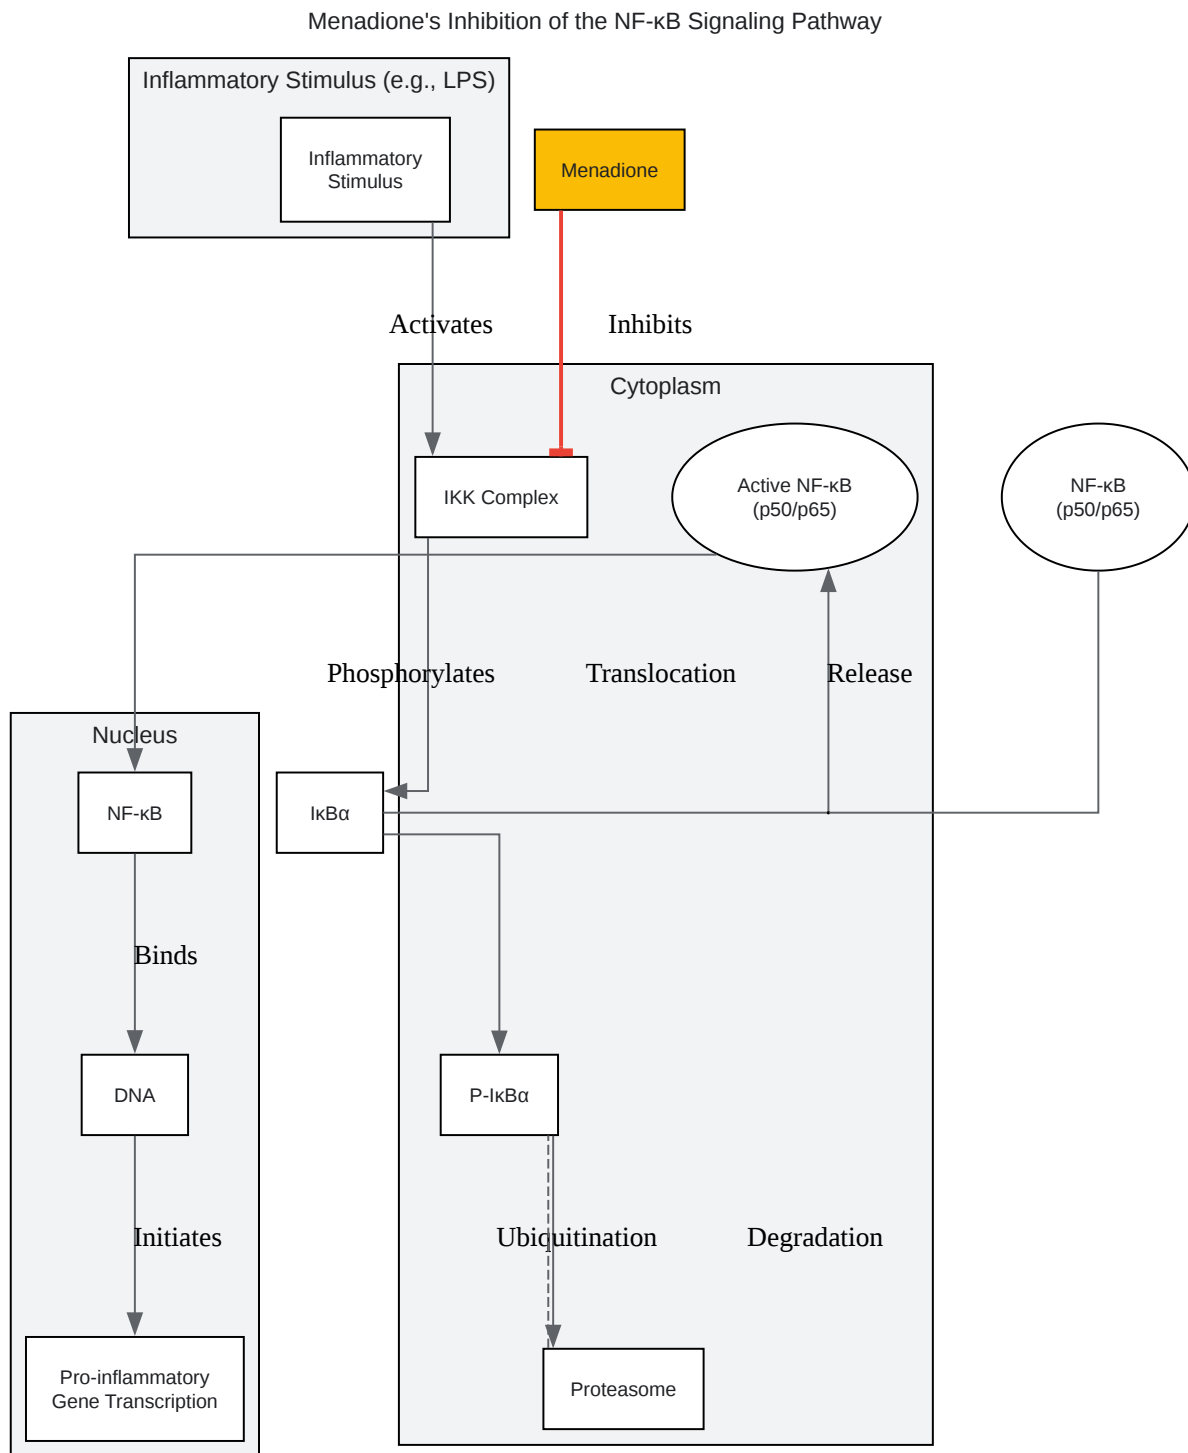 Menadione's Inhibition of the NF-κB Signaling Pathway
Inflammatory Stimulus (e.g., LPS)
Inflammatory
Stimulus
Menadione
Activates
Inhibits
Cytoplasm
IKK Complex
Active NF-κB
(p50/p65)
NF-κB
(p50/p65)
Phosphorylates
Translocation
Release
Nucleus
NF-κB
IκBα
Binds
DNA
P-IκBα
Initiates
Ubiquitination
Degradation
Pro-inflammatory
Gene Transcription
Proteasome